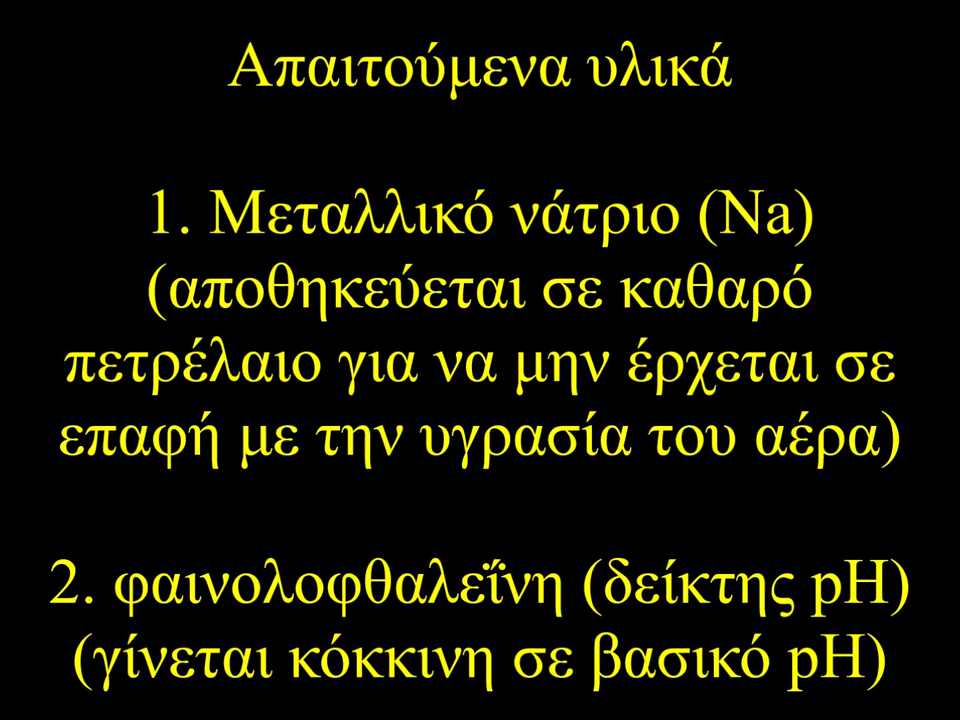 Απαιτούμενα υλικά
1. Μεταλλικό νάτριο (Na)
(αποθηκεύεται σε καθαρό
πετρέλαιο για να μην έρχεται σε
επαφή με την υγρασία του αέρα)
2. φαινολοφθαλεΐνη (δείκτης pH)
(γίνεται κόκκινη σε βασικό pH)